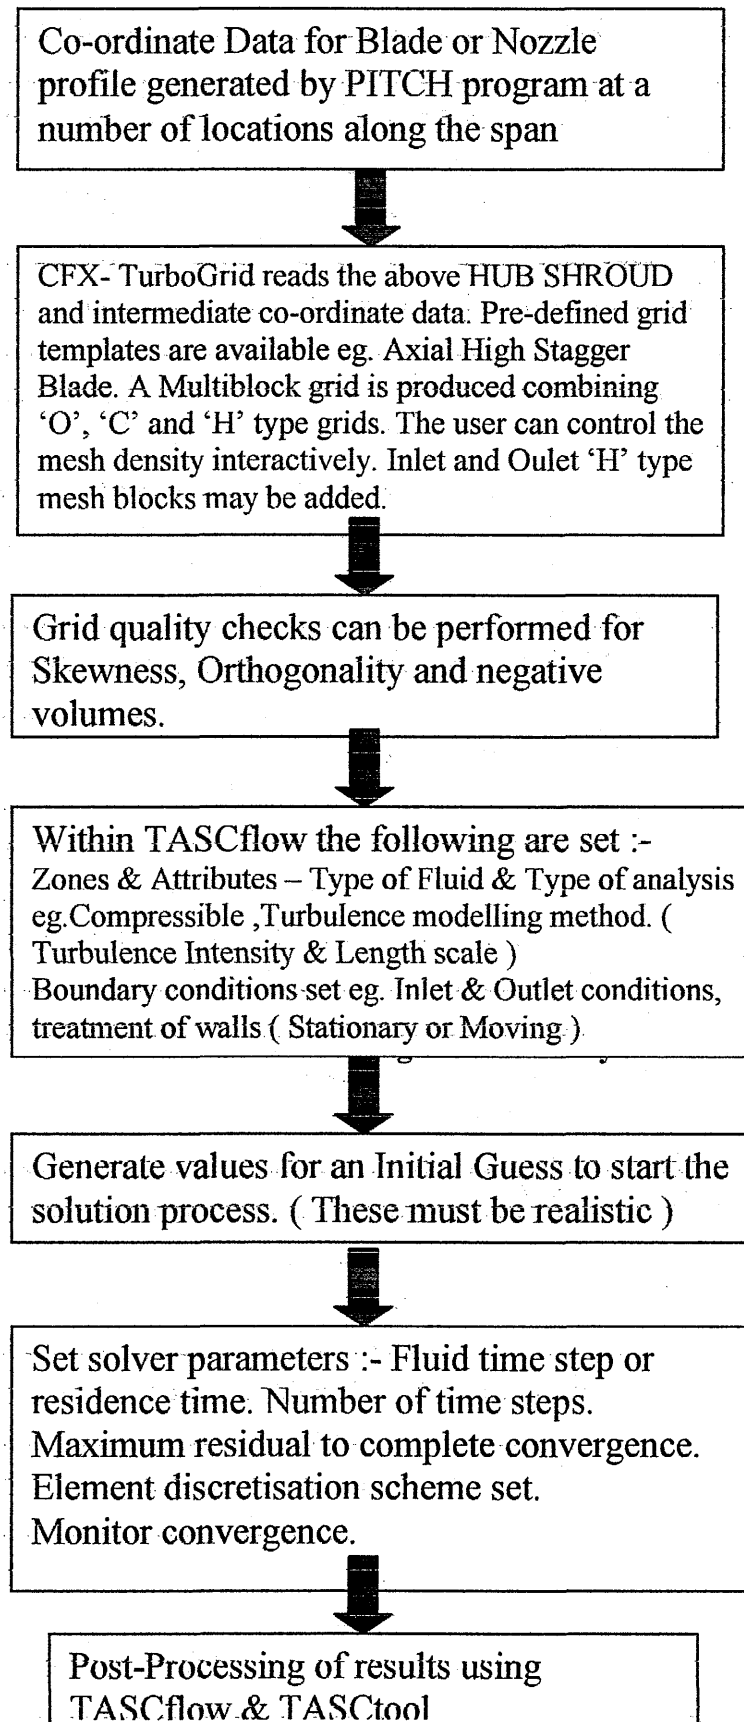 Co-ordinate Data for Blade or Nozzle
profile generated by PITCH program at a
number of locations along the span
CFX- TurboGrid reads the above HUB SHROUD
and intermediate co-ordinate data. Pre-defined grid
templates are available eg. Axial High Stagger
Blade. A Multiblock grid is produced combining
‘O’, ‘C’ and ‘H’ type grids. The user can control the
mesh density interactively. Inlet and Oulet ‘H’ type
mesh blocks may be added.
Grid quality checks can be performed for
Skewness, Orthogonality and negative
volumes.
Within TASCflow the following are set :-
Zones & Attributes – Type of Fluid & Type of analysis
eg.Compressible ,Turbulence modelling method. (
Turbulence Intensity & Length scale )
Boundary conditions set eg. Inlet & Outlet conditions,
treatment of walls ( Stationary or Moving )
Generate values for an Initial Guess to start the
solution process. ( These must be realistic )
Set solver parameters :- Fluid time step or
residence time. Number of time steps.
Maximum residual to complete convergence.
Element discretisation scheme set.
Monitor convergence.
Post-Processing of results using
TASCflow & TASCtool